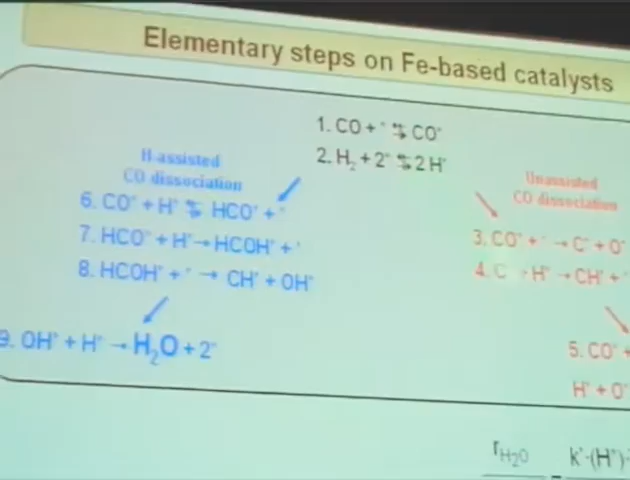 Elementary steps on Fe-based catalysts
1. CO + * ⇆ CO*
2. H₂ + 2* ⇆ 2 H*
H-assisted
CO dissociation
6. CO* + H* ⇆ HCO* + *
7. HCO* + H* → HCOH* + *
8. HCOH* + * → CH* + OH*
9. OH* + H* → H₂O + 2*
Unassisted
CO dissociation
3. CO* + * → C* + O*
4. C* + H* → CH* + *
5. CO* +
H* + O*
r H₂O
= k'·(H*)